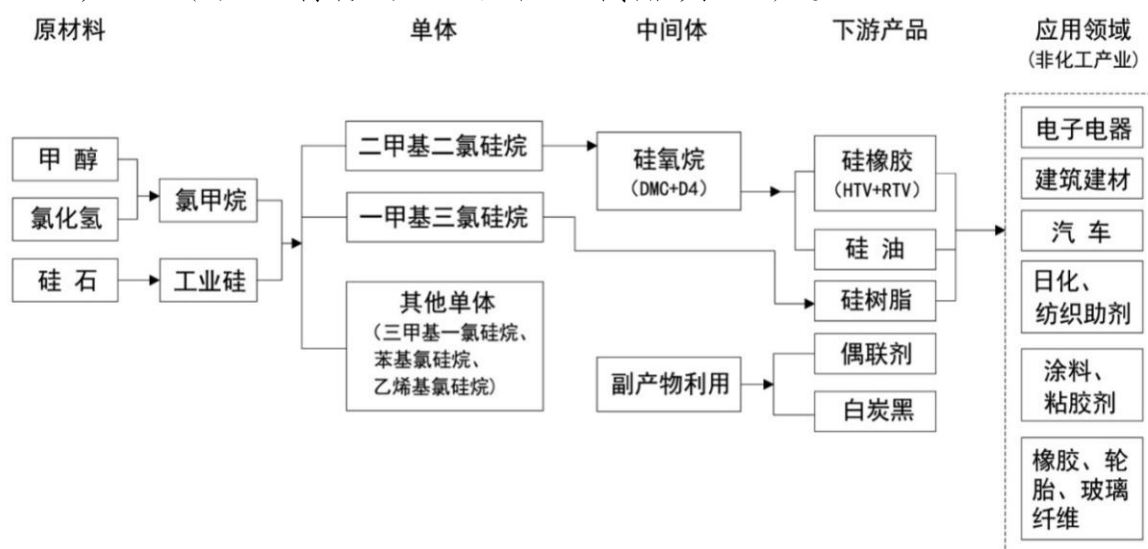 原材料
单体
中间体
下游产品
应用领域
(非化工产业)
甲 醇
氯化氢
硅 石
氯甲烷
工业硅
二甲基二氯硅烷
一甲基三氯硅烷
其他单体
(三甲基一氯硅烷、
苯基氯硅烷、
乙烯基氯硅烷)
硅氧烷
(DMC+D4)
副产物利用
硅橡胶
(HTV+RTV)
硅 油
硅树脂
偶联剂
白炭黑
电子电器
建筑建材
汽 车
日化、
纺织助剂
涂料、
粘胶剂
橡胶、轮
胎、玻璃
纤维